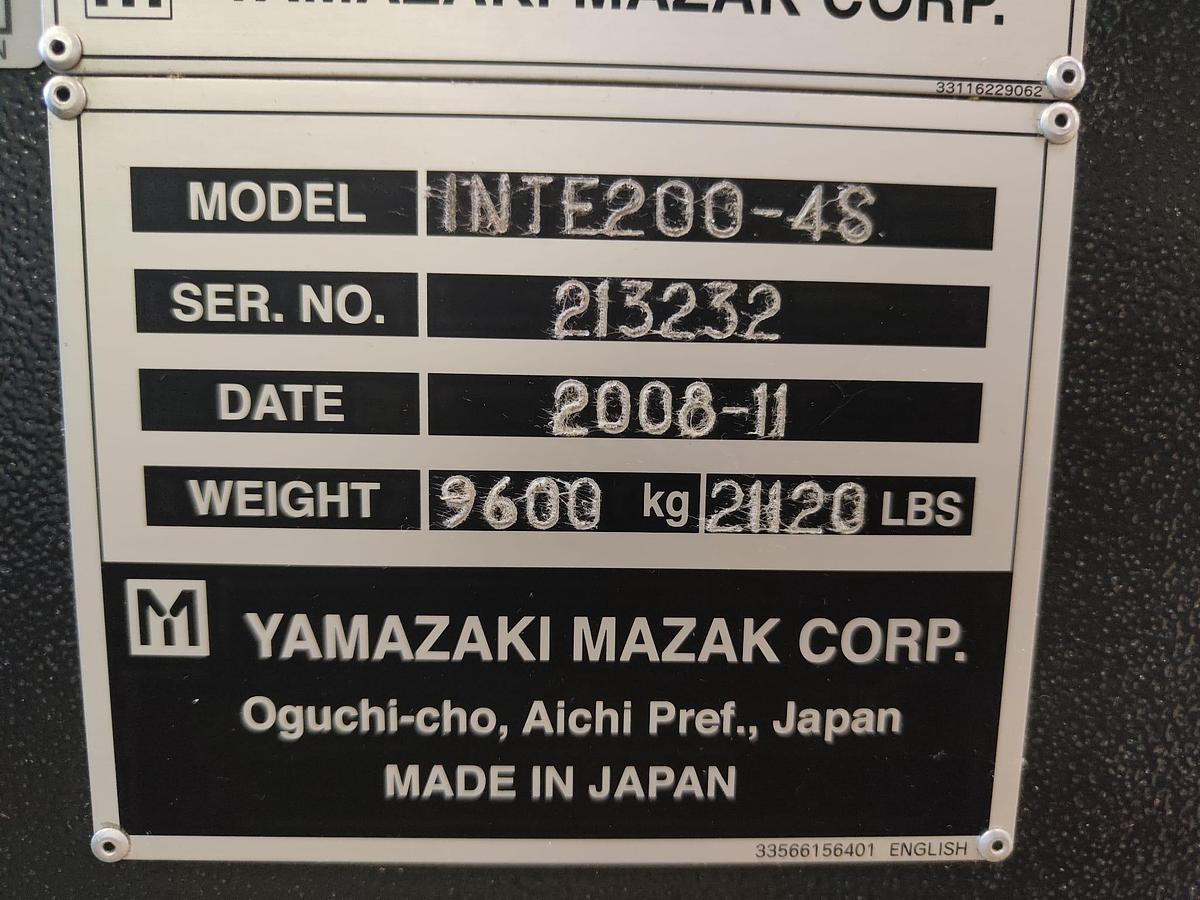 YAMAZAKI MAZAK CORP.
33116229062
MODEL INTE200-4S
SER. NO. 213232
DATE 2008-11
WEIGHT 9600 kg 21120 LBS
YAMAZAKI MAZAK CORP.
Oguchi-cho, Aichi Pref., Japan
MADE IN JAPAN
33566156401 ENGLISH